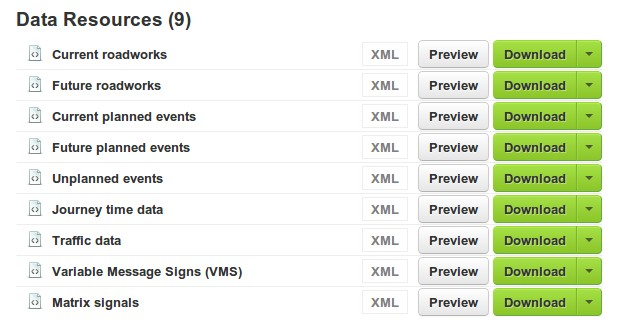 Data Resources (9)
Current roadworks XML Preview Download
Future roadworks XML Preview Download
Current planned events XML Preview Download
Future planned events XML Preview Download
Unplanned events XML Preview Download
Journey time data XML Preview Download
Traffic data XML Preview Download
Variable Message Signs (VMS) XML Preview Download
Matrix signals XML Preview Download